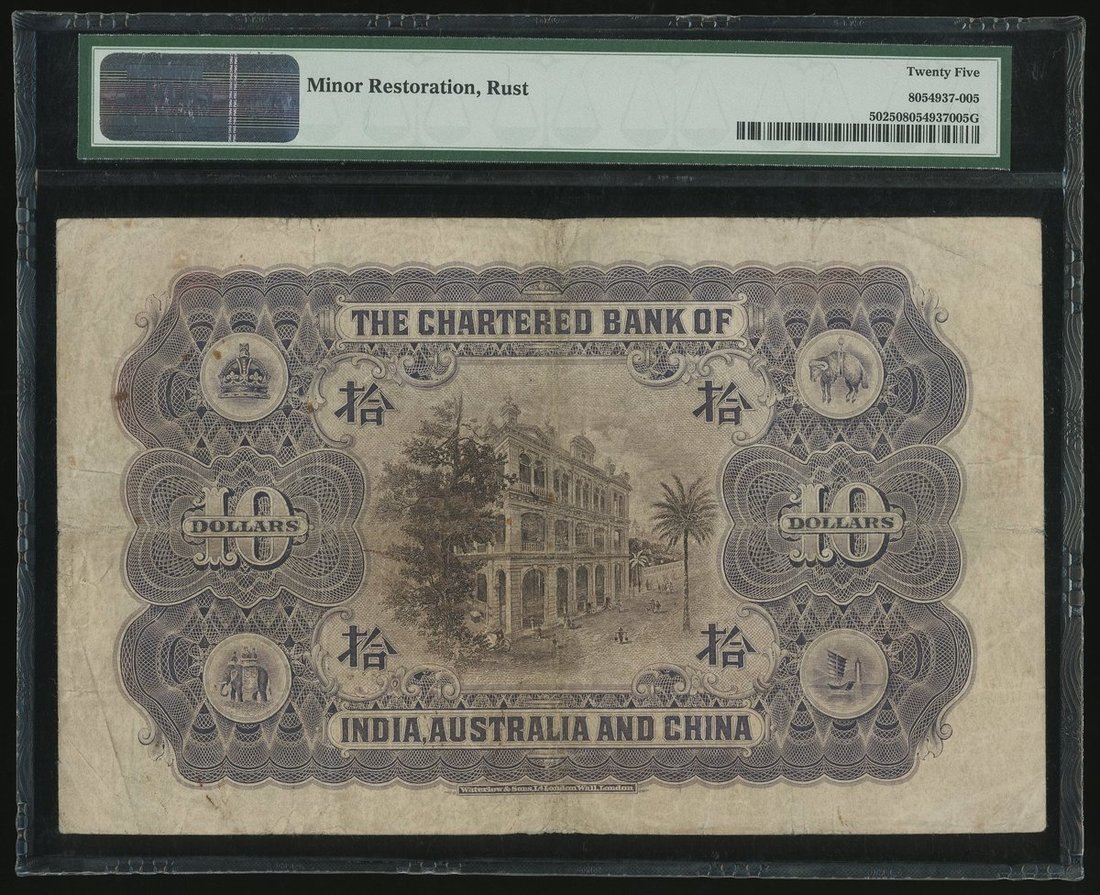 Minor Restoration, Rust
Twenty Five
8054937-005
502508054937005G
THE CHARTERED BANK OF
拾 拾
10 10
DOLLARS DOLLARS
拾 拾
INDIA, AUSTRALIA AND CHINA
Waterlow & Sons, Ld London Wall, London